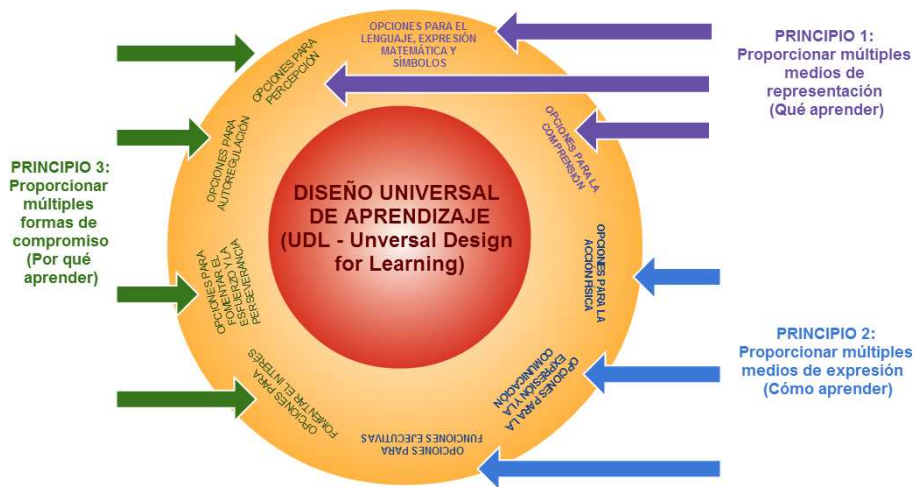 OPCIONES PARA EL
LENGUAJE, EXPRESIÓN
MATEMÁTICA Y
SÍMBOLOS
PRINCIPIO 1:
Proporcionar múltiples
medios de
representación
(Qué aprender)
OPCIONES PARA
PERCEPCIÓN
OPCIONES PARA LA
COMPRENSIÓN
OPCIONES PARA
AUTOREGULACIÓN
PRINCIPIO 3:
Proporcionar
múltiples
formas de
compromiso
(Por qué
aprender)
DISEÑO UNIVERSAL
DE APRENDIZAJE
(UDL - Unversal Design
for Learning)
OPCIONES PARA LA
ACCIÓN FÍSICA
OPCIONES PARA
FOMENTAR EL
ESFUERZO Y LA
PERSEVERANCIA
PRINCIPIO 2:
Proporcionar múltiples
medios de expresión
(Cómo aprender)
OPCIONES PARA LA
EXPRESIÓN Y LA
COMUNICACIÓN
OPCIONES PARA
FOMENTAR EL INTERÉS
OPCIONES PARA
FUNCIONES EJECUTIVAS